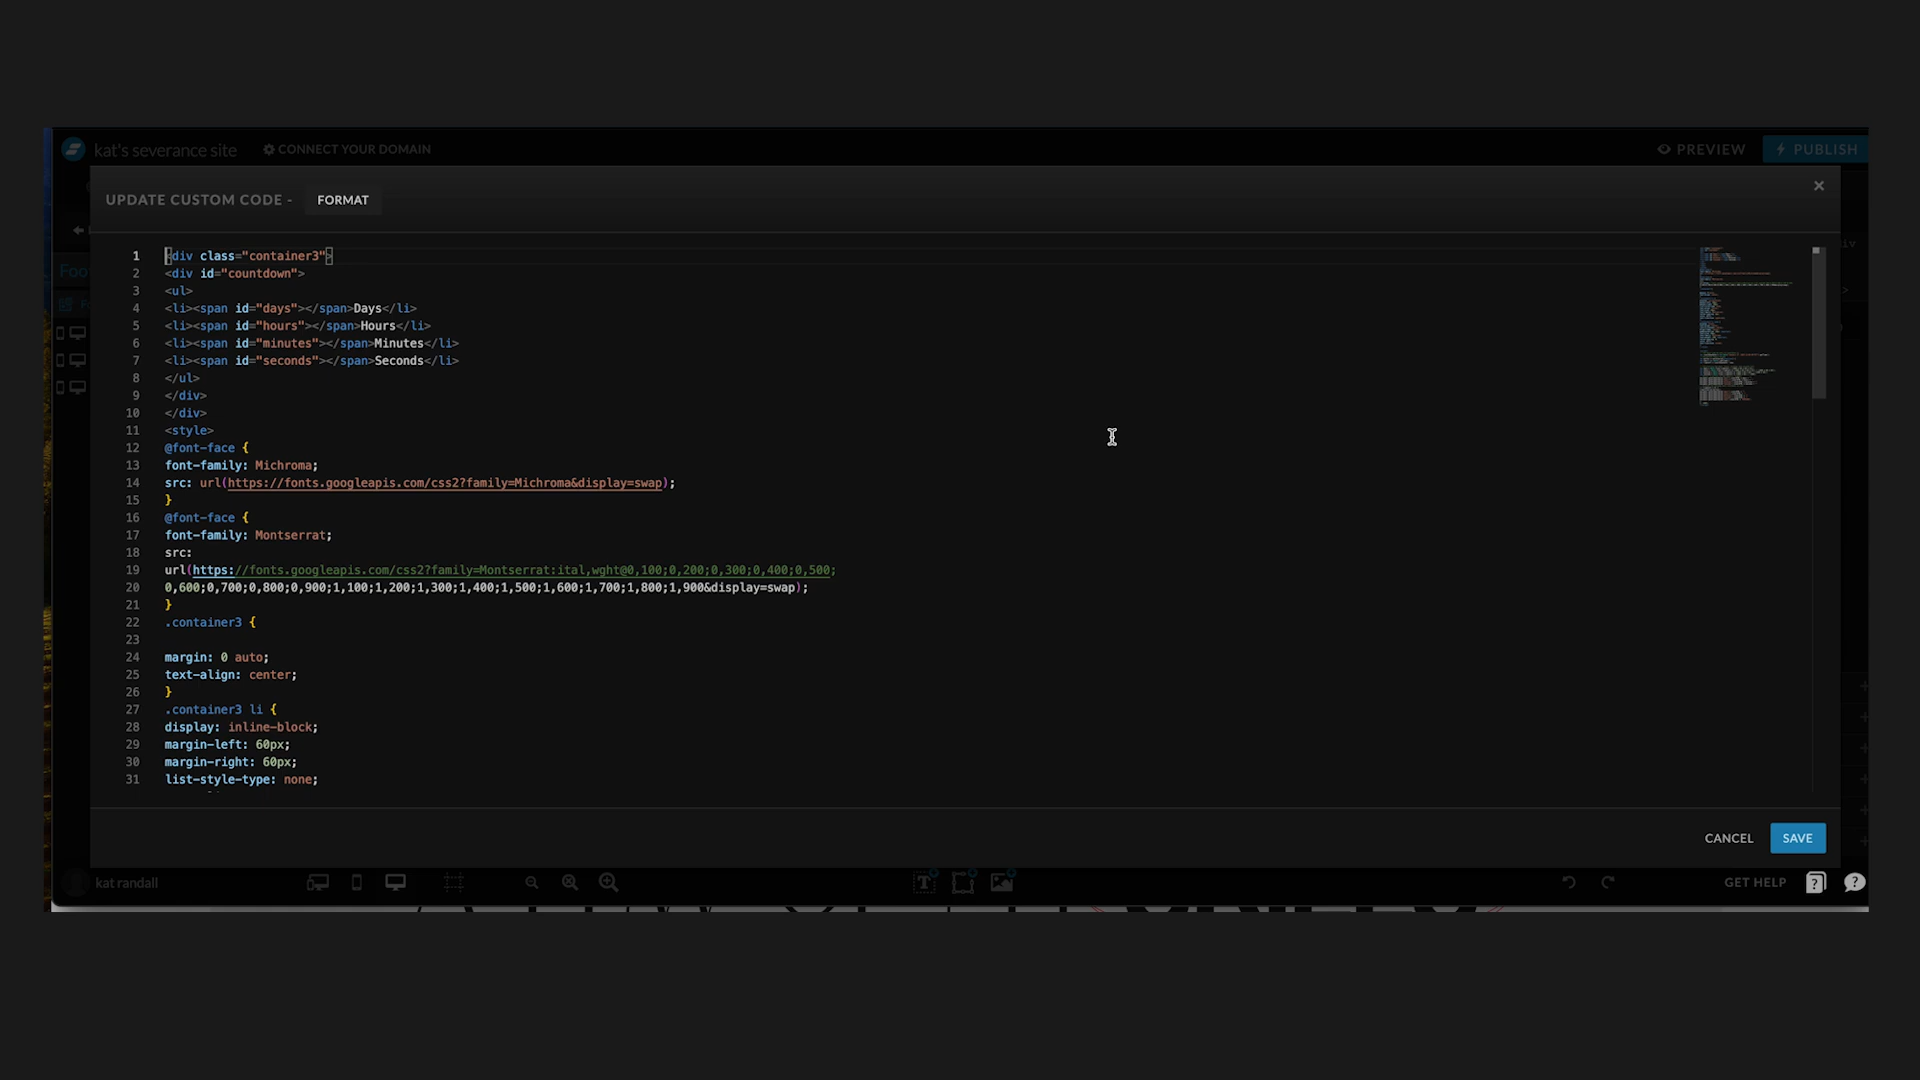 kat's severance site
CONNECT YOUR DOMAIN
PREVIEW
PUBLISH
UPDATE CUSTOM CODE -
FORMAT
1 <div class="container3">
2 <div id="countdown">
3 <ul>
4 <li><span id="days"></span>Days</li>
5 <li><span id="hours"></span>Hours</li>
6 <li><span id="minutes"></span>Minutes</li>
7 <li><span id="seconds"></span>Seconds</li>
8 </ul>
9 </div>
10 </div>
11 <style>
12 @font-face {
13 font-family: Michroma;
14 src: url(https://fonts.googleapis.com/css2?family=Michroma&display=swap);
15 }
16 @font-face {
17 font-family: Montserrat;
18 src:
19 url(https://fonts.googleapis.com/css2?family=Montserrat:ital,wght@0,100;0,200;0,300;0,400;0,500;
20 0,600;0,700;0,800;0,900;1,100;1,200;1,300;1,400;1,500;1,600;1,700;1,800;1,900&display=swap);
21 }
22 .container3 {
23
24 margin: 0 auto;
25 text-align: center;
26 }
27 .container3 li {
28 display: inline-block;
29 margin-left: 60px;
30 margin-right: 60px;
31 list-style-type: none;
CANCEL
SAVE
kat randall
GET HELP